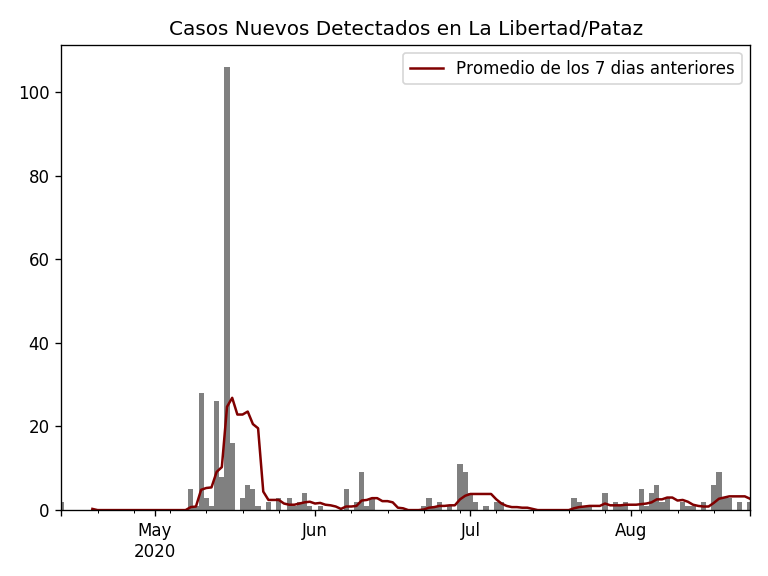 Casos Nuevos Detectados en La Libertad/Pataz
Promedio de los 7 dias anteriores
100
80
60
40
20
0
May Jun Jul Aug
2020